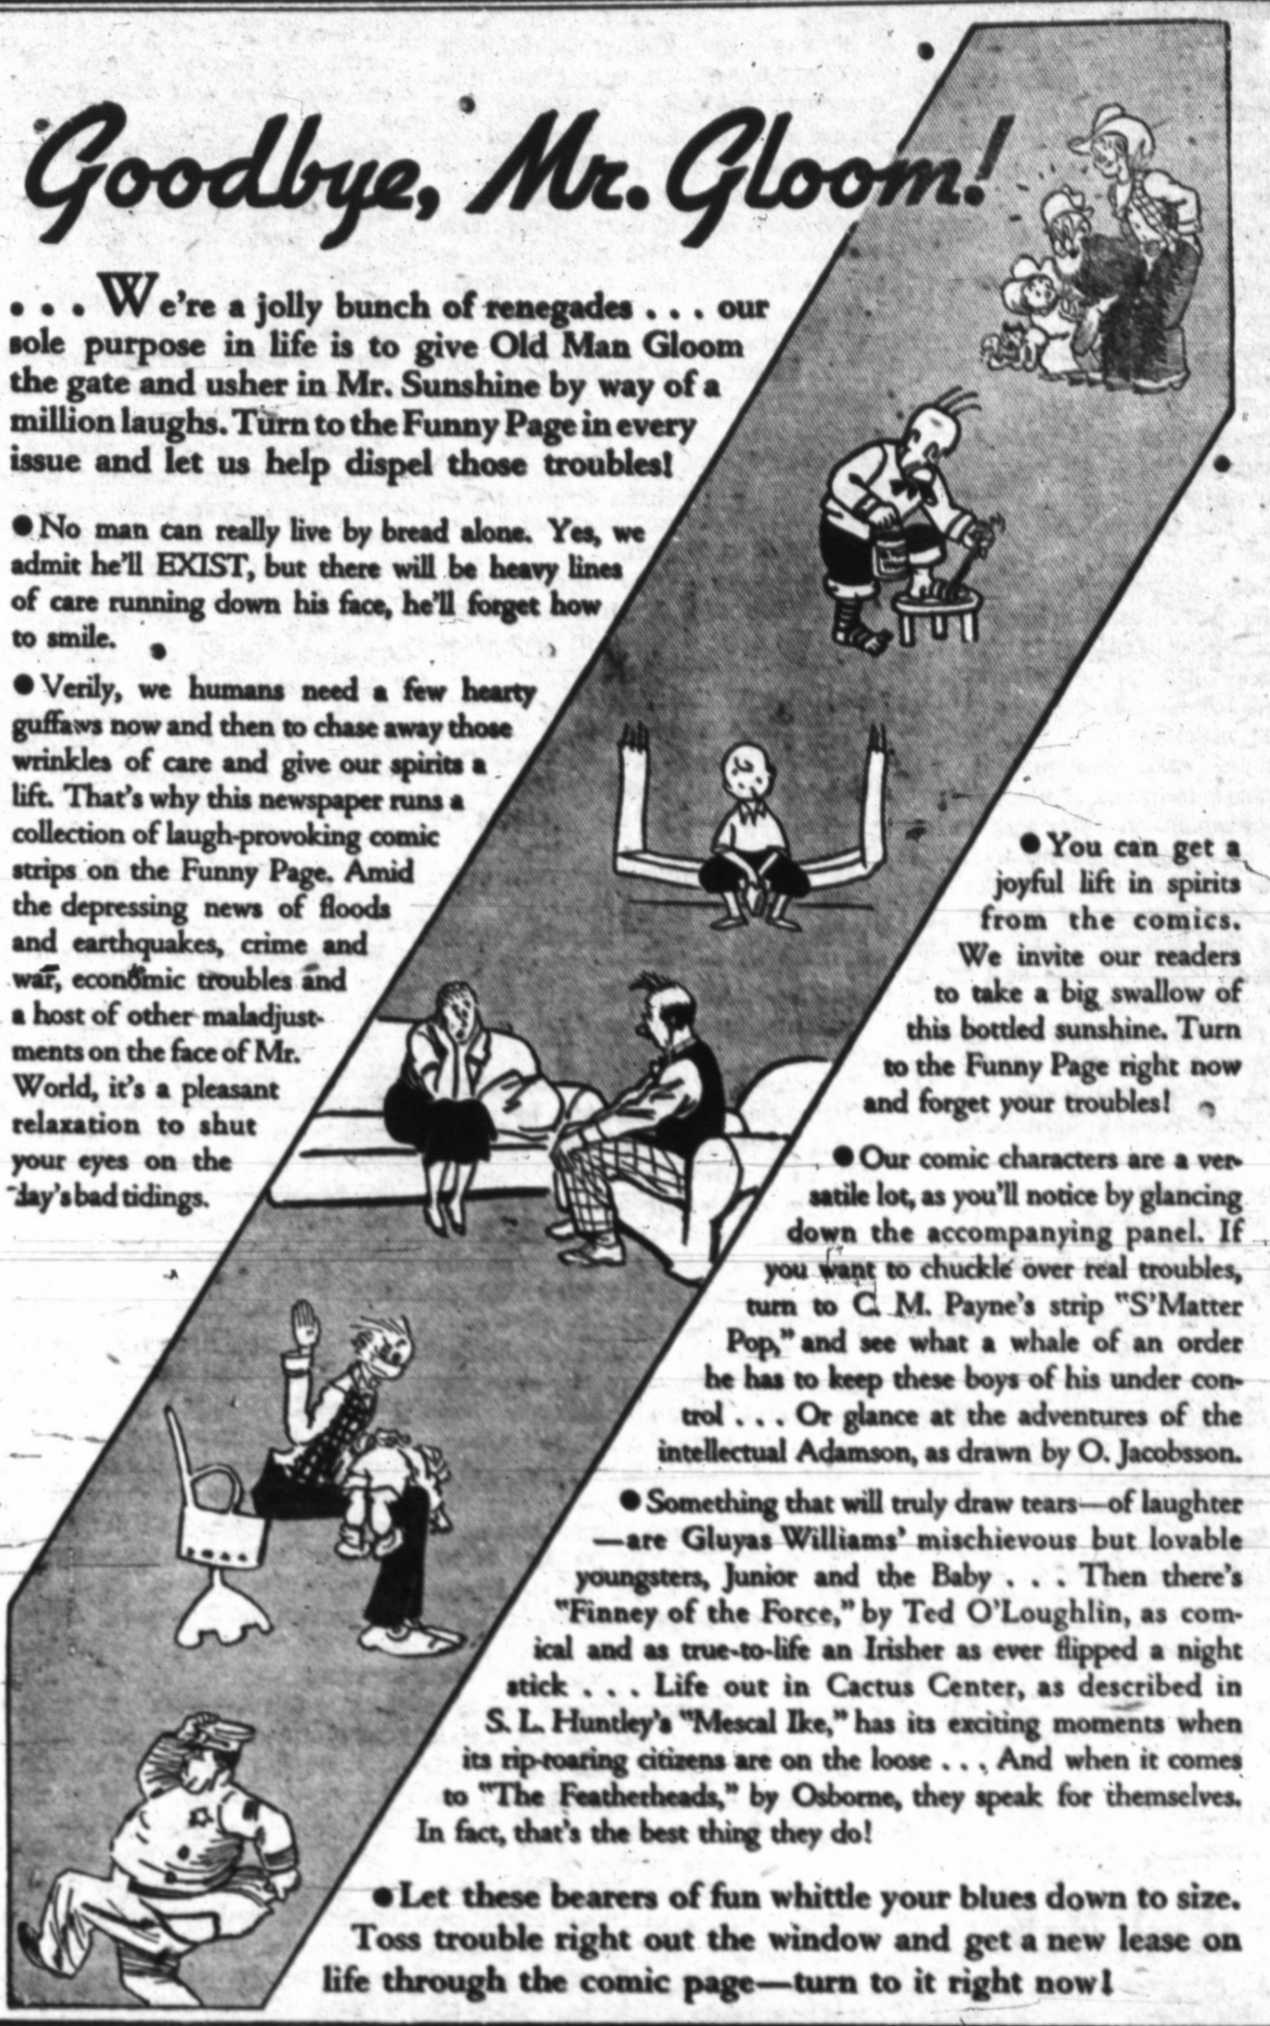 Goodbye, Mr. Gloom!
. . . We're a jolly bunch of renegades . . . our
sole purpose in life is to give Old Man Gloom
the gate and usher in Mr. Sunshine by way of a
million laughs. Turn to the Funny Page in every
issue and let us help dispel those troubles!
● No man can really live by bread alone. Yes, we
admit he'll EXIST, but there will be heavy lines
of care running down his face, he'll forget how
to smile.
● Verily, we humans need a few hearty
guffaws now and then to chase away those
wrinkles of care and give our spirits a
lift. That's why this newspaper runs a
collection of laugh-provoking comic
strips on the Funny Page. Amid
the depressing news of floods
and earthquakes, crime and
war, economic troubles and
a host of other maladjust-
ments on the face of Mr.
World, it's a pleasant
relaxation to shut
your eyes on the
day's bad tidings.
● You can get a
joyful lift in spirits
from the comics.
We invite our readers
to take a big swallow of
this bottled sunshine. Turn
to the Funny Page right now
and forget your troubles!
● Our comic characters are a ver-
satile lot, as you'll notice by glancing
down the accompanying panel. If
you want to chuckle over real troubles,
turn to C. M. Payne's strip "S'Matter
Pop," and see what a whale of an order
he has to keep these boys of his under con-
trol . . . Or glance at the adventures of the
intellectual Adamson, as drawn by O. Jacobsson.
● Something that will truly draw tears—of laughter
—are Gluyas Williams' mischievous but lovable
youngsters, Junior and the Baby . . . Then there's
"Finney of the Force," by Ted O'Loughlin, as com-
ical and as true-to-life an Irisher as ever flipped a night
stick . . . Life out in Cactus Center, as described in
S. L. Huntley's "Mescal Ike," has its exciting moments when
its rip-roaring citizens are on the loose . . . And when it comes
to "The Featherheads," by Osborne, they speak for themselves.
In fact, that's the best thing they do!
● Let these bearers of fun whittle your blues down to size.
Toss trouble right out the window and get a new lease on
life through the comic page—turn to it right now!